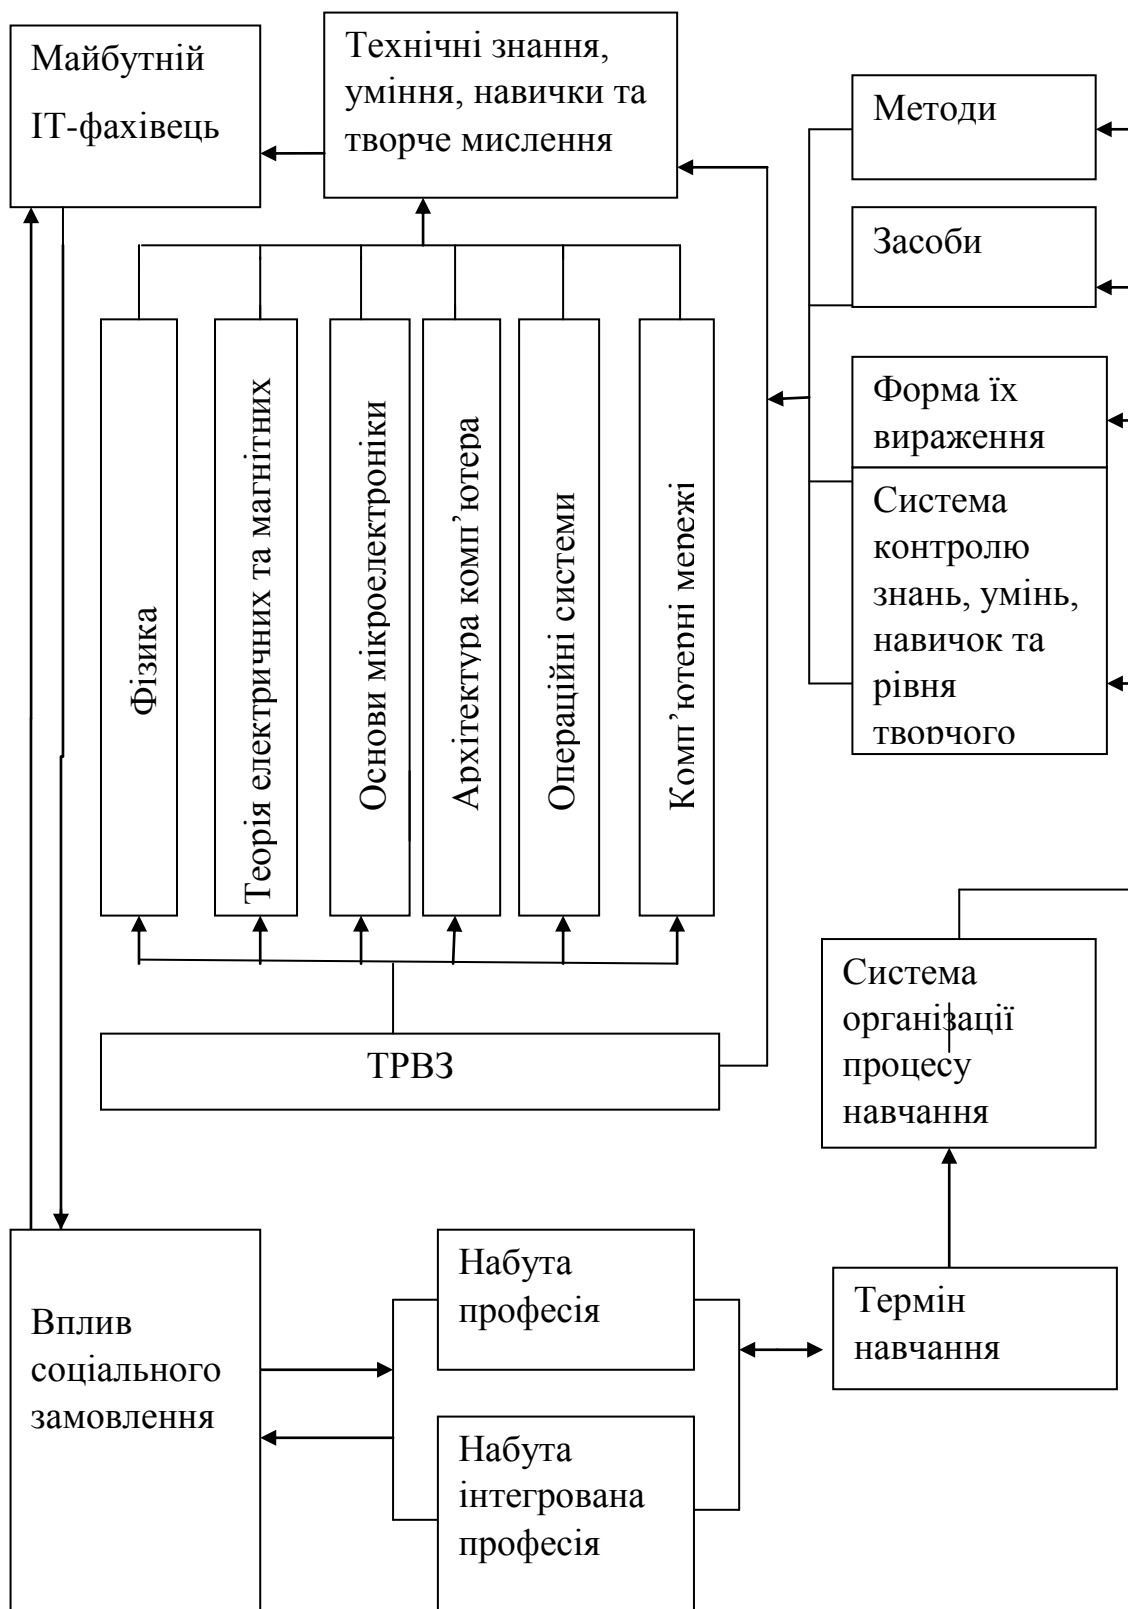 Майбутній
ІТ-фахівець
Технічні знання,
уміння, навички та
творче мислення
Методи
Засоби
Форма їх
вираження
Система
контролю
знань, умінь,
навичок та
рівня
творчого
Фізика
Теорія електричних та магнітних
Основи мікроелектроніки
Архітектура комп’ютера
Операційні системи
Комп’ютерні мережі
ТРВЗ
Система
організації
процесу
навчання
Вплив
соціального
замовлення
Набута
професія
Набута
інтегрована
професія
Термін
навчання